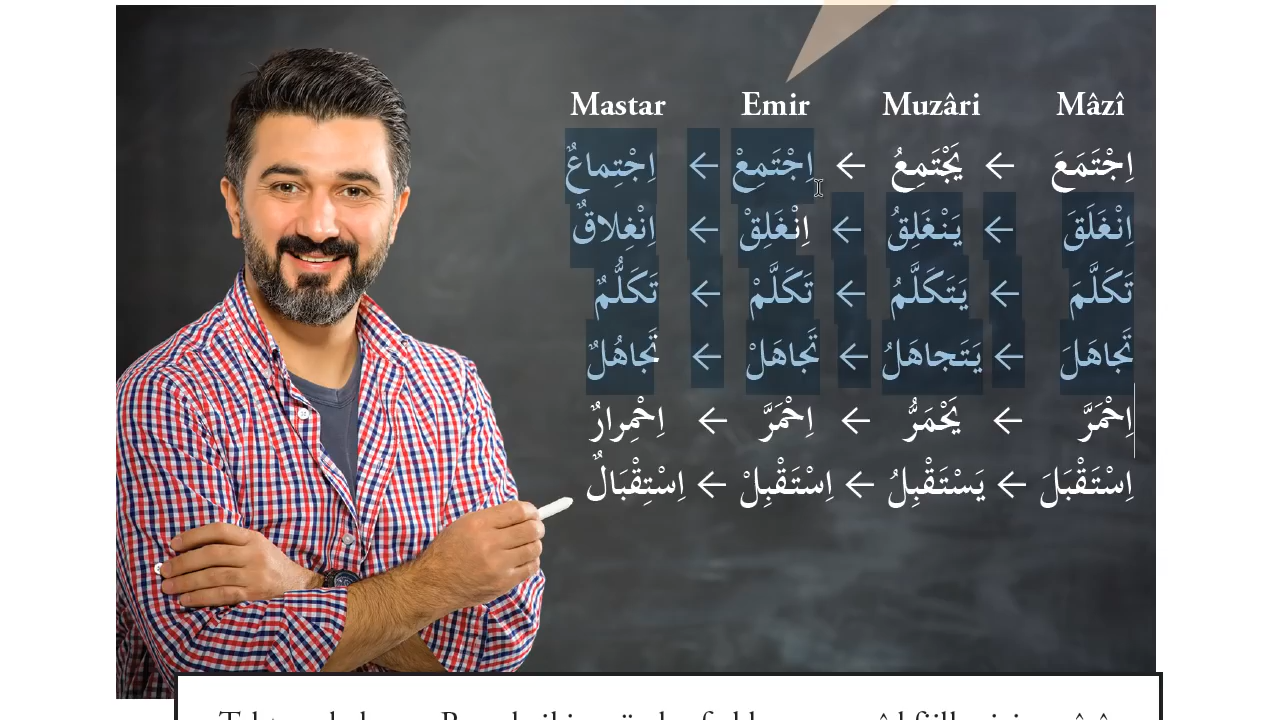 Mastar Emir Muzâri Mâzî
اِجْتَمَعَ ← يَجْتَمِعُ ← اِجْتَمِعْ ← اِجْتِماعٌ
اِنْغَلَقَ ← يَنْغَلِقُ ← اِنْغَلِقْ ← اِنْغِلاقٌ
تَكَلَّمَ ← يَتَكَلَّمُ ← تَكَلَّمْ ← تَكَلُّمٌ
تَجاهَلَ ← يَتَجاهَلُ ← تَجاهَلْ ← تَجاهُلٌ
اِحْمَرَّ ← يَحْمَرُّ ← اِحْمَرَّ ← اِحْمِرارٌ
اِسْتَقْبَلَ ← يَسْتَقْبِلُ ← اِسْتَقْبِلْ ← اِسْتِقْبَالٌ